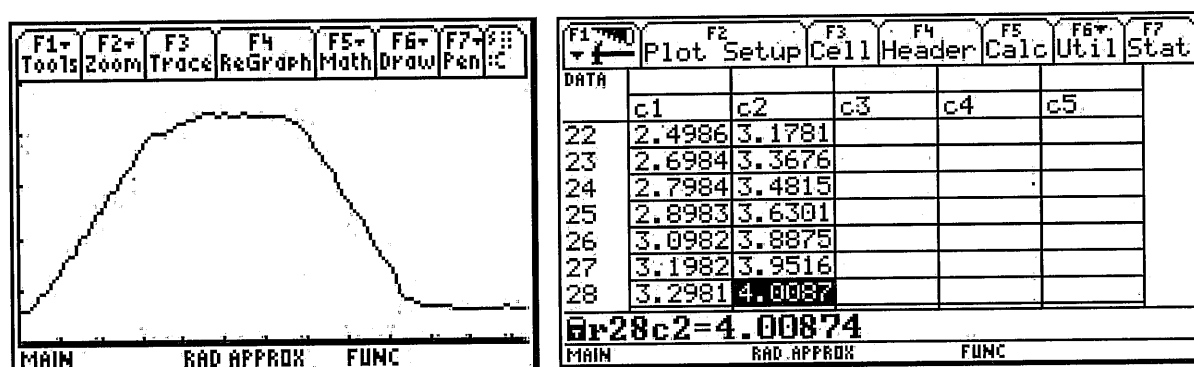 F1 F2 F3 F4 F5 F6 F7
Tools Zoom Trace ReGraph Math Draw Pen :C
MAIN RAD APPROX FUNC
F1 F2 F3 F4 F5 F6 F7
Plot Setup Cell Header Calc Util Stat
DATA
c1 c2 c3 c4 c5
22 2.4986 3.1781
23 2.6984 3.3676
24 2.7984 3.4815
25 2.8983 3.6301
26 3.0982 3.8875
27 3.1982 3.9516
28 3.2981 4.0087
r28c2=4.00874
MAIN RAD APPROX FUNC